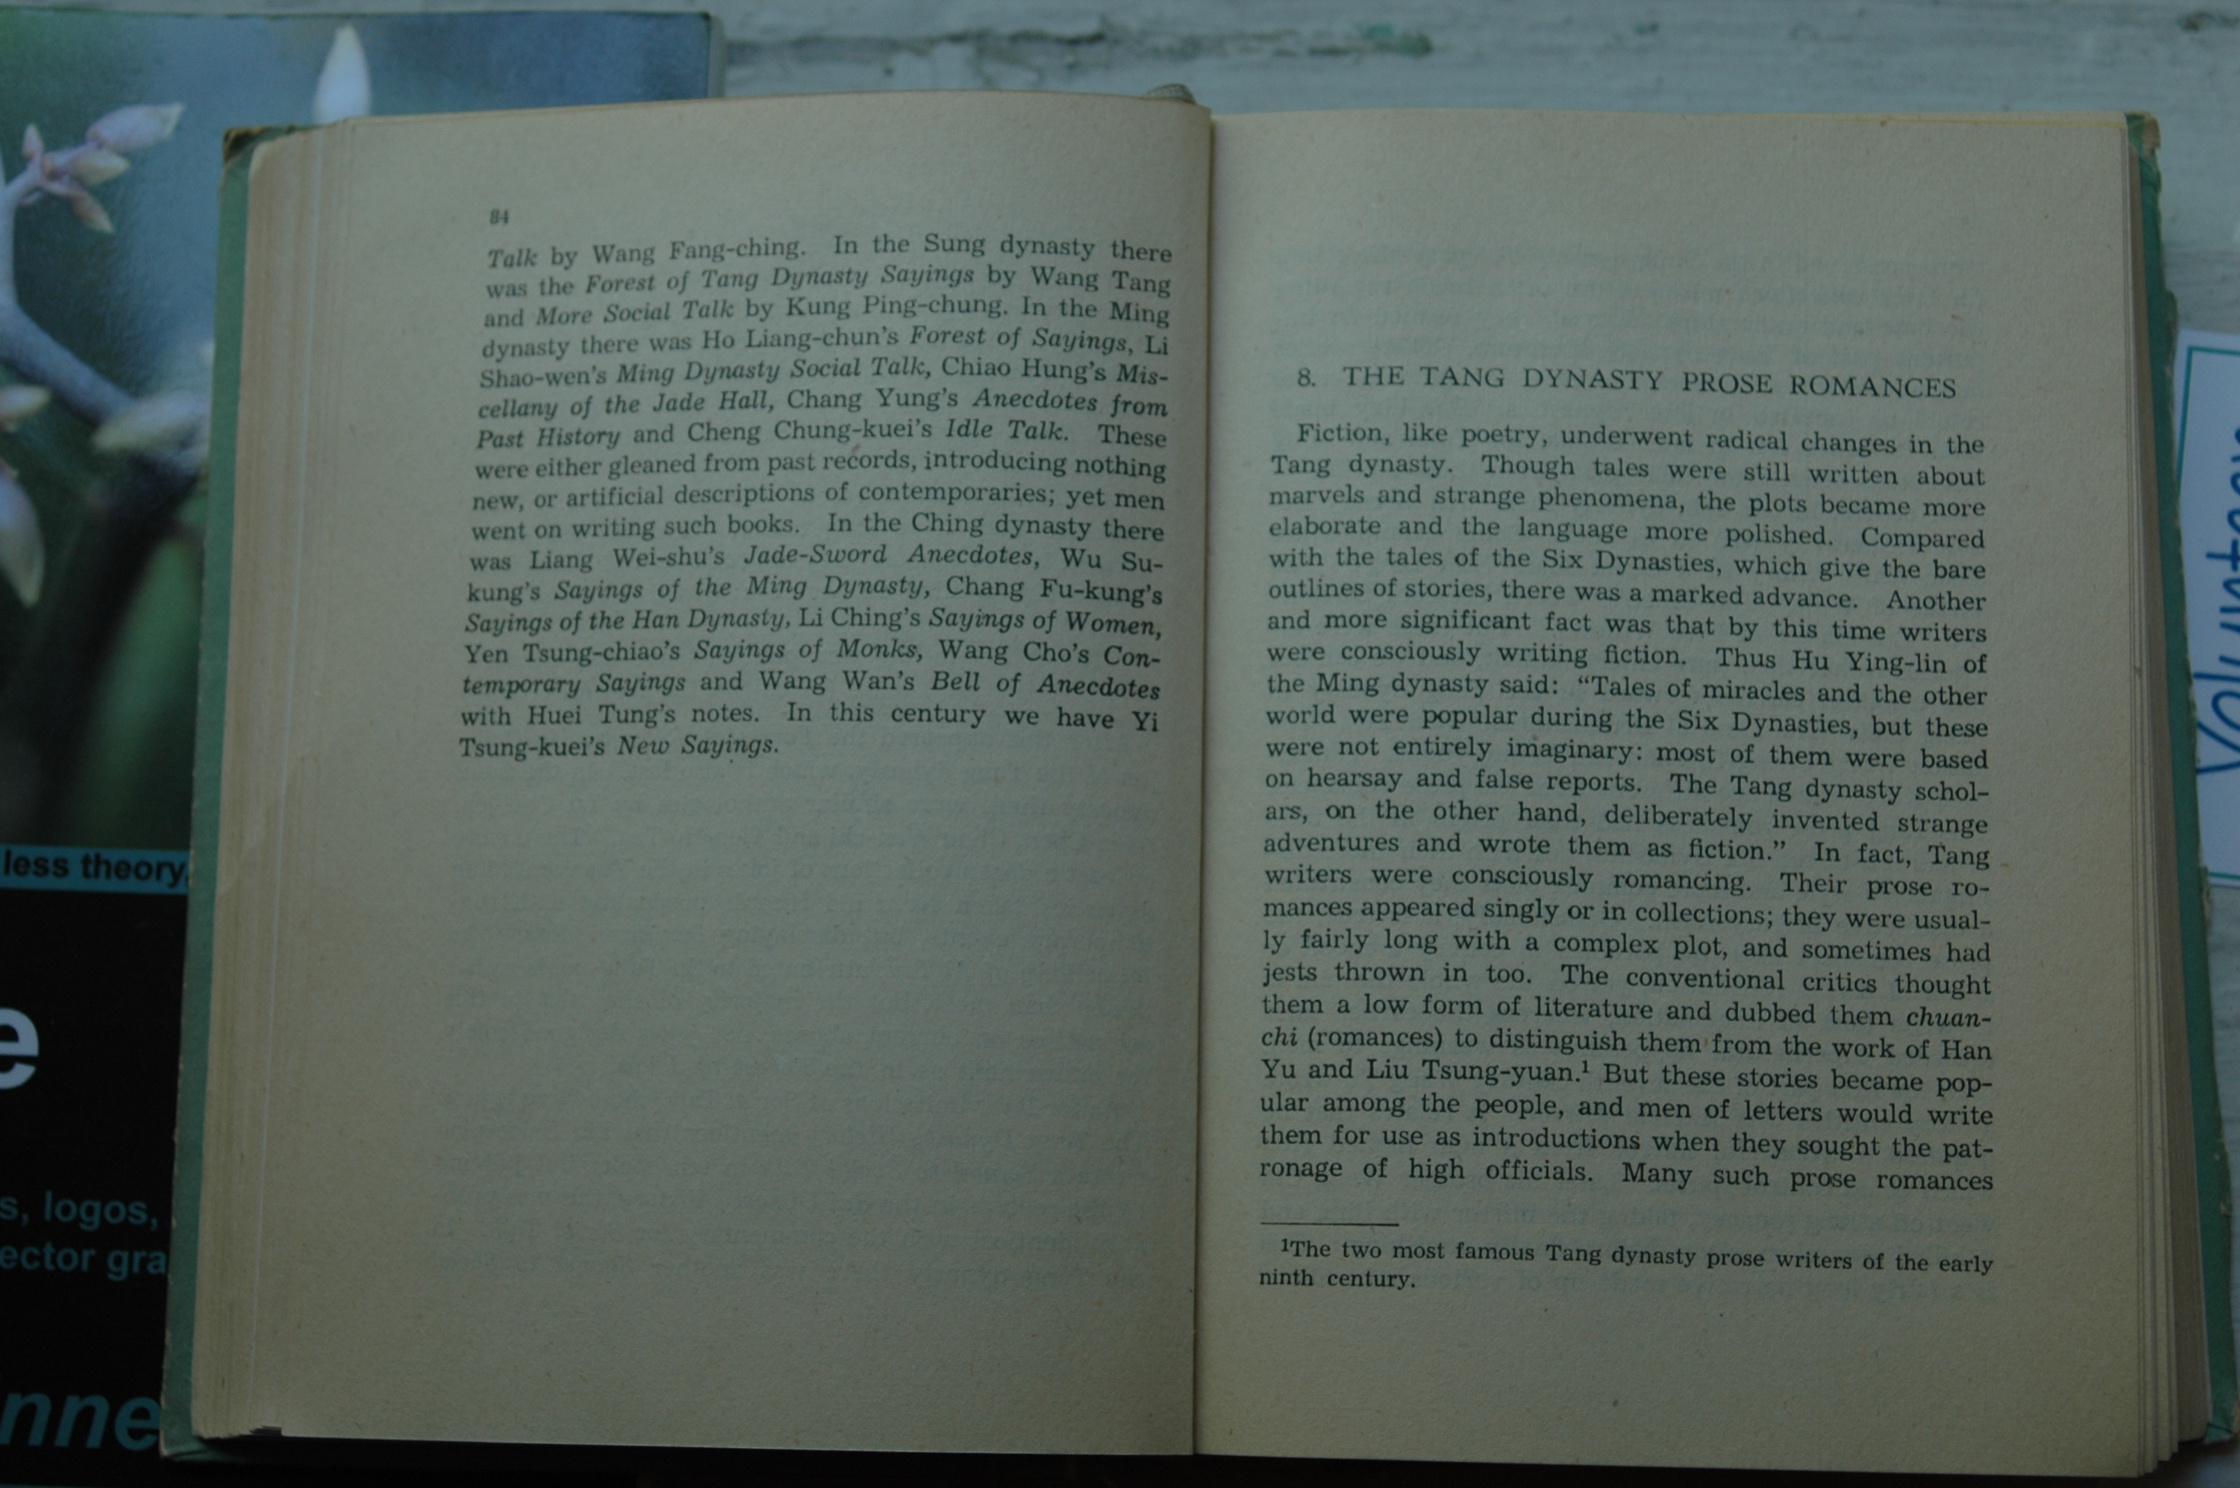 84
Talk by Wang Fang-ching. In the Sung dynasty there
was the Forest of Tang Dynasty Sayings by Wang Tang
and More Social Talk by Kung Ping-chung. In the Ming
dynasty there was Ho Liang-chun's Forest of Sayings, Li
Shao-wen's Ming Dynasty Social Talk, Chiao Hung's Mis-
cellany of the Jade Hall, Chang Yung's Anecdotes from
Past History and Cheng Chung-kuei's Idle Talk. These
were either gleaned from past records, introducing nothing
new, or artificial descriptions of contemporaries; yet men
went on writing such books. In the Ching dynasty there
was Liang Wei-shu's Jade-Sword Anecdotes, Wu Su-
kung's Sayings of the Ming Dynasty, Chang Fu-kung's
Sayings of the Han Dynasty, Li Ching's Sayings of Women,
Yen Tsung-chiao's Sayings of Monks, Wang Cho's Con-
temporary Sayings and Wang Wan's Bell of Anecdotes
with Huei Tung's notes. In this century we have Yi
Tsung-kuei's New Sayings.
8. THE TANG DYNASTY PROSE ROMANCES
Fiction, like poetry, underwent radical changes in the
Tang dynasty. Though tales were still written about
marvels and strange phenomena, the plots became more
elaborate and the language more polished. Compared
with the tales of the Six Dynasties, which give the bare
outlines of stories, there was a marked advance. Another
and more significant fact was that by this time writers
were consciously writing fiction. Thus Hu Ying-lin of
the Ming dynasty said: “Tales of miracles and the other
world were popular during the Six Dynasties, but these
were not entirely imaginary: most of them were based
on hearsay and false reports. The Tang dynasty schol-
ars, on the other hand, deliberately invented strange
adventures and wrote them as fiction.” In fact, Tang
writers were consciously romancing. Their prose ro-
mances appeared singly or in collections; they were usual-
ly fairly long with a complex plot, and sometimes had
jests thrown in too. The conventional critics thought
them a low form of literature and dubbed them chuan-
chi (romances) to distinguish them from the work of Han
Yu and Liu Tsung-yuan.¹ But these stories became pop-
ular among the people, and men of letters would write
them for use as introductions when they sought the pat-
ronage of high officials. Many such prose romances
¹The two most famous Tang dynasty prose writers of the early
ninth century.
Volunteer
less theory,
e
s, logos,
ector gra
nne